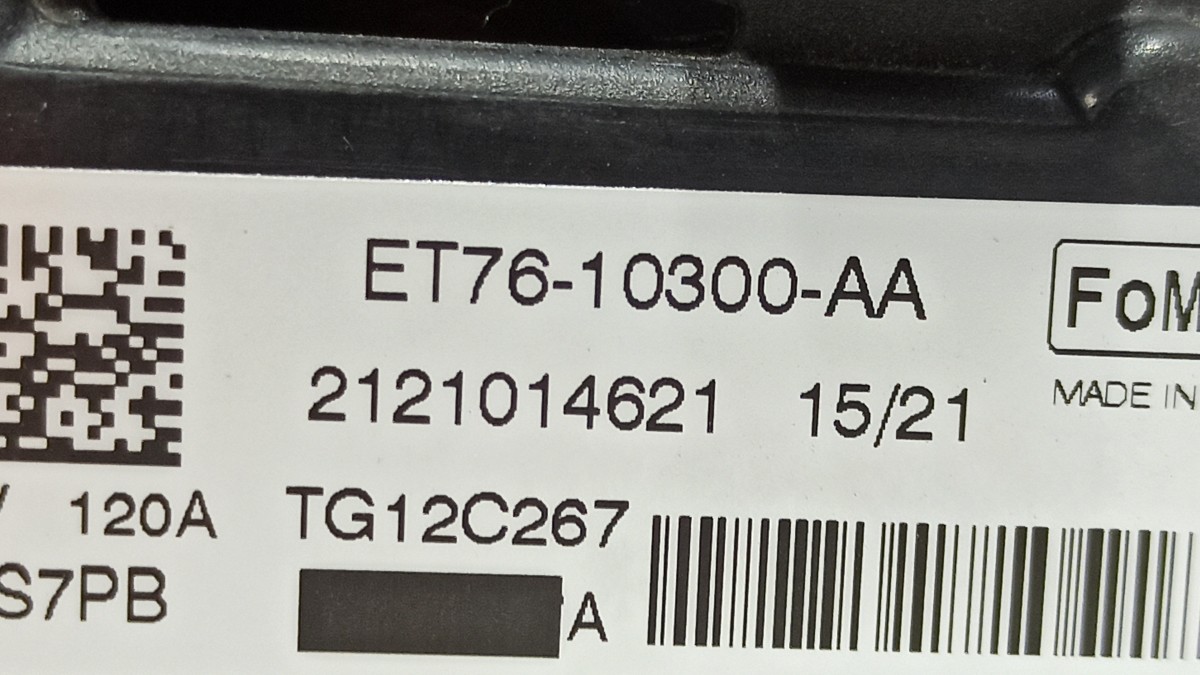 ET76-10300-AA
FoM
2121014621 15/21
MADE IN
120A TG12C267
S7PB
A